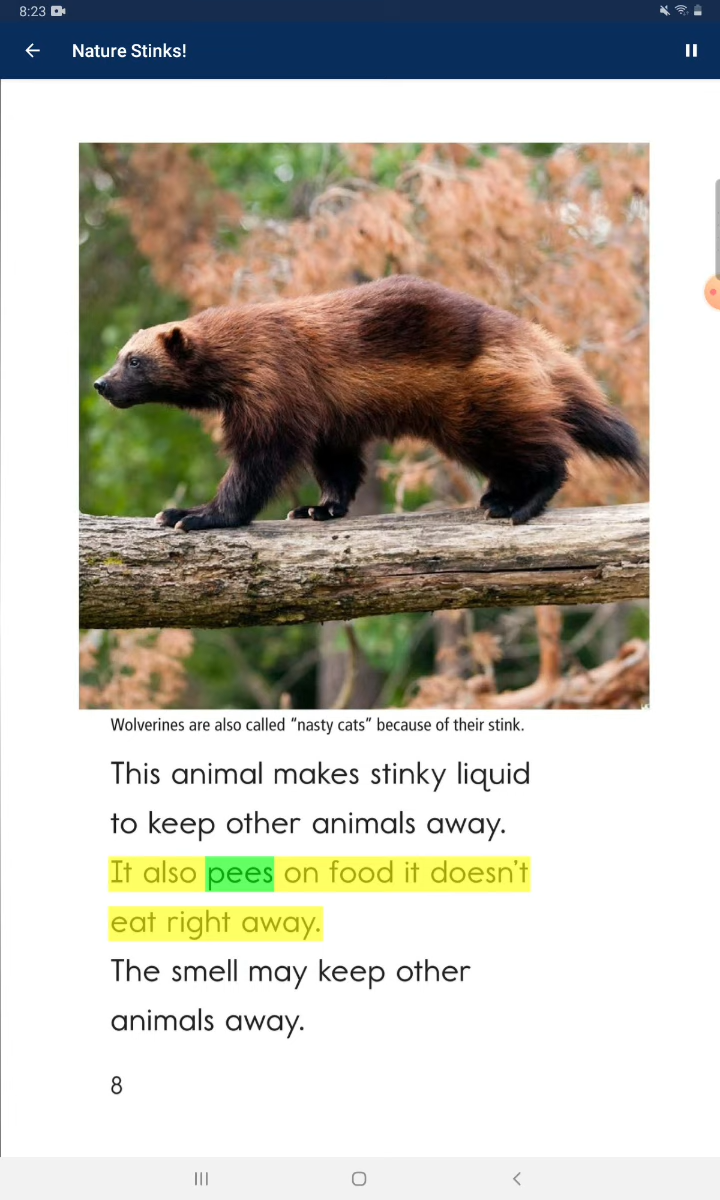 8:23
Nature Stinks!
Wolverines are also called “nasty cats” because of their stink.
This animal makes stinky liquid
to keep other animals away.
It also pees on food it doesn’t
eat right away.
The smell may keep other
animals away.
8